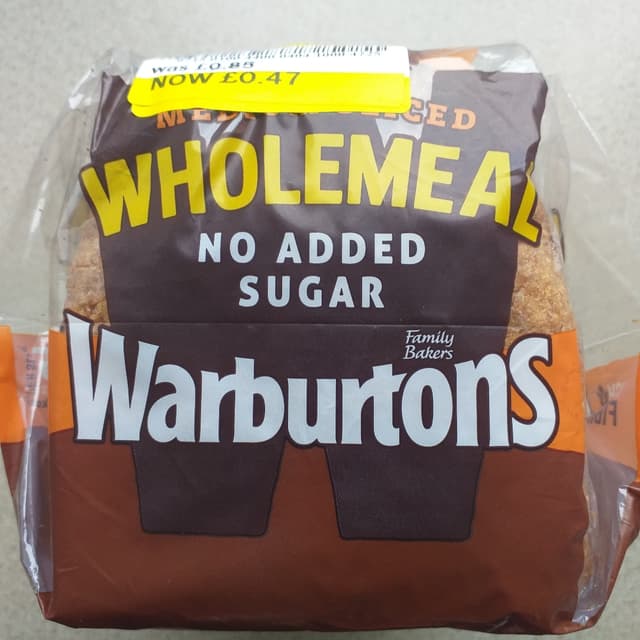 was £0.85
NOW £0.47
WHOLEMEAL
NO ADDED
SUGAR
Family
Bakers
Warburtons